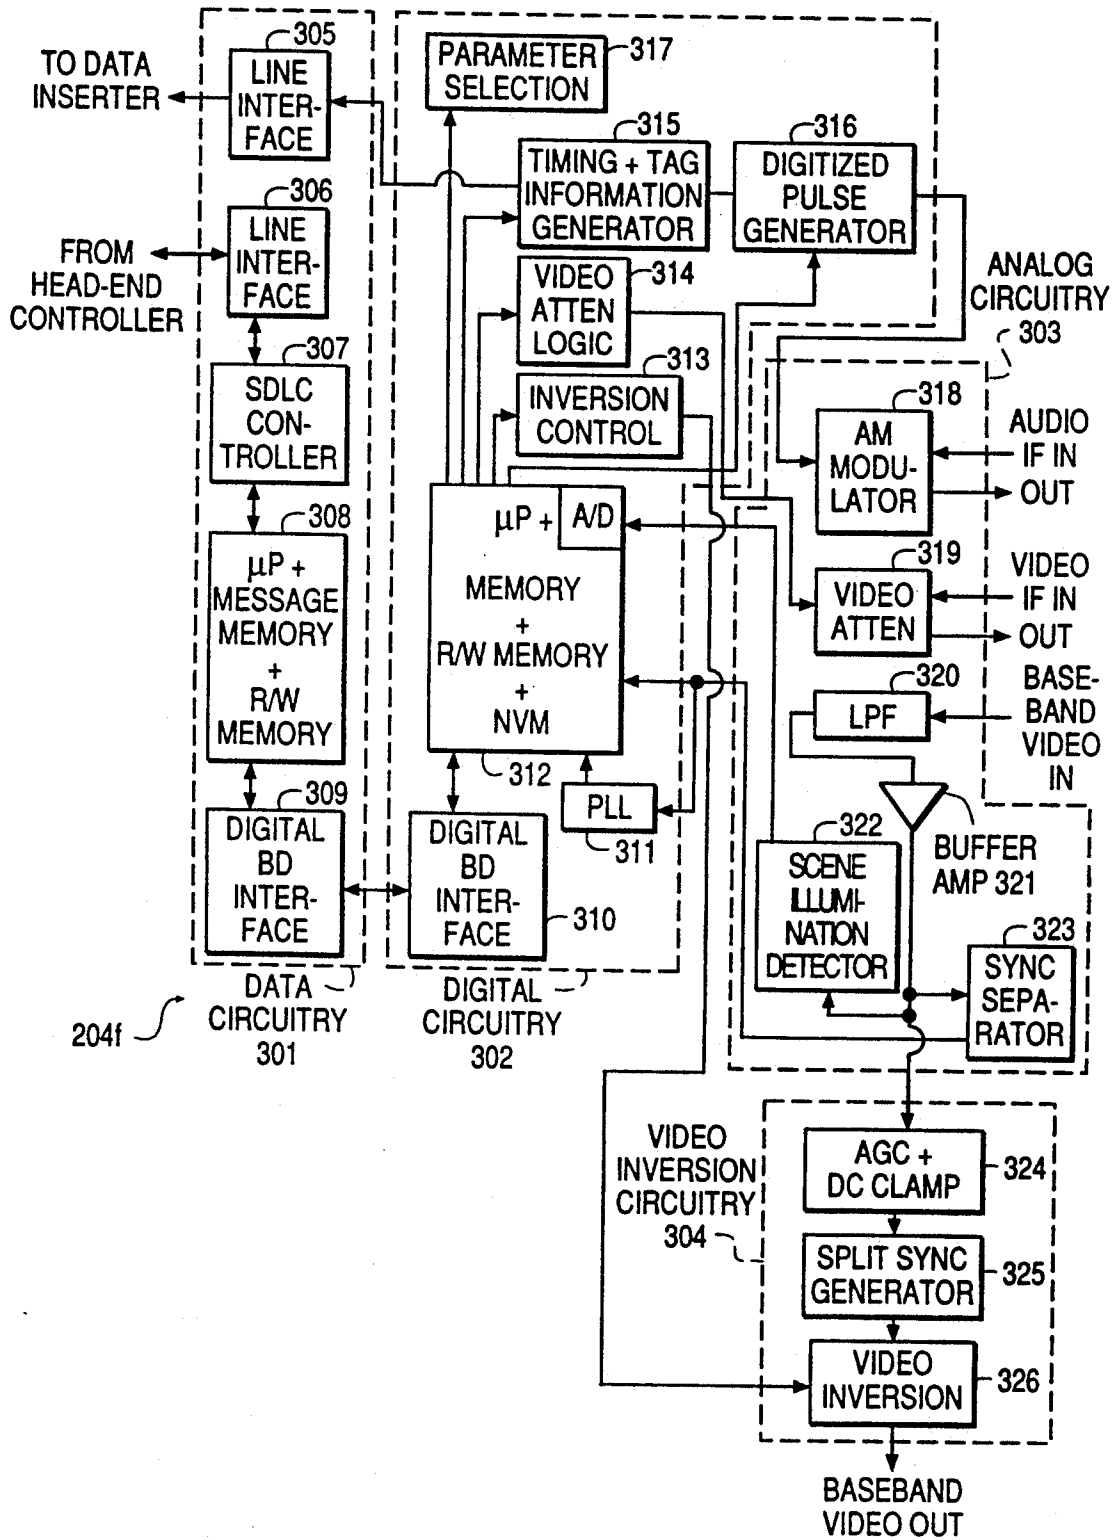 305
TO DATA
INSERTER
LINE
INTER-
FACE
306
FROM
HEAD-END
CONTROLLER
LINE
INTER-
FACE
307
SDLC
CON-
TROLLER
308
μP +
MESSAGE
MEMORY
+
R/W
MEMORY
309
DIGITAL
BD
INTER-
FACE
DATA
CIRCUITRY
301
204f
PARAMETER
SELECTION
317
315
TIMING + TAG
INFORMATION
GENERATOR
316
DIGITIZED
PULSE
GENERATOR
VIDEO
ATTEN
LOGIC
314
313
INVERSION
CONTROL
μP +
A/D
MEMORY
+
R/W MEMORY
+
NVM
312
PLL
311
DIGITAL
BD
INTER-
FACE
310
DIGITAL
CIRCUITRY
302
ANALOG
CIRCUITRY
303
318
AM
MODU-
LATOR
AUDIO
IF IN
OUT
319
VIDEO
ATTEN
VIDEO
IF IN
OUT
320
LPF
BASE-
BAND
VIDEO
IN
BUFFER
AMP 321
322
SCENE
ILLUMI-
NATION
DETECTOR
323
SYNC
SEPA-
RATOR
VIDEO
INVERSION
CIRCUITRY
304
AGC +
DC CLAMP
324
SPLIT SYNC
GENERATOR
325
VIDEO
INVERSION
326
BASEBAND
VIDEO OUT